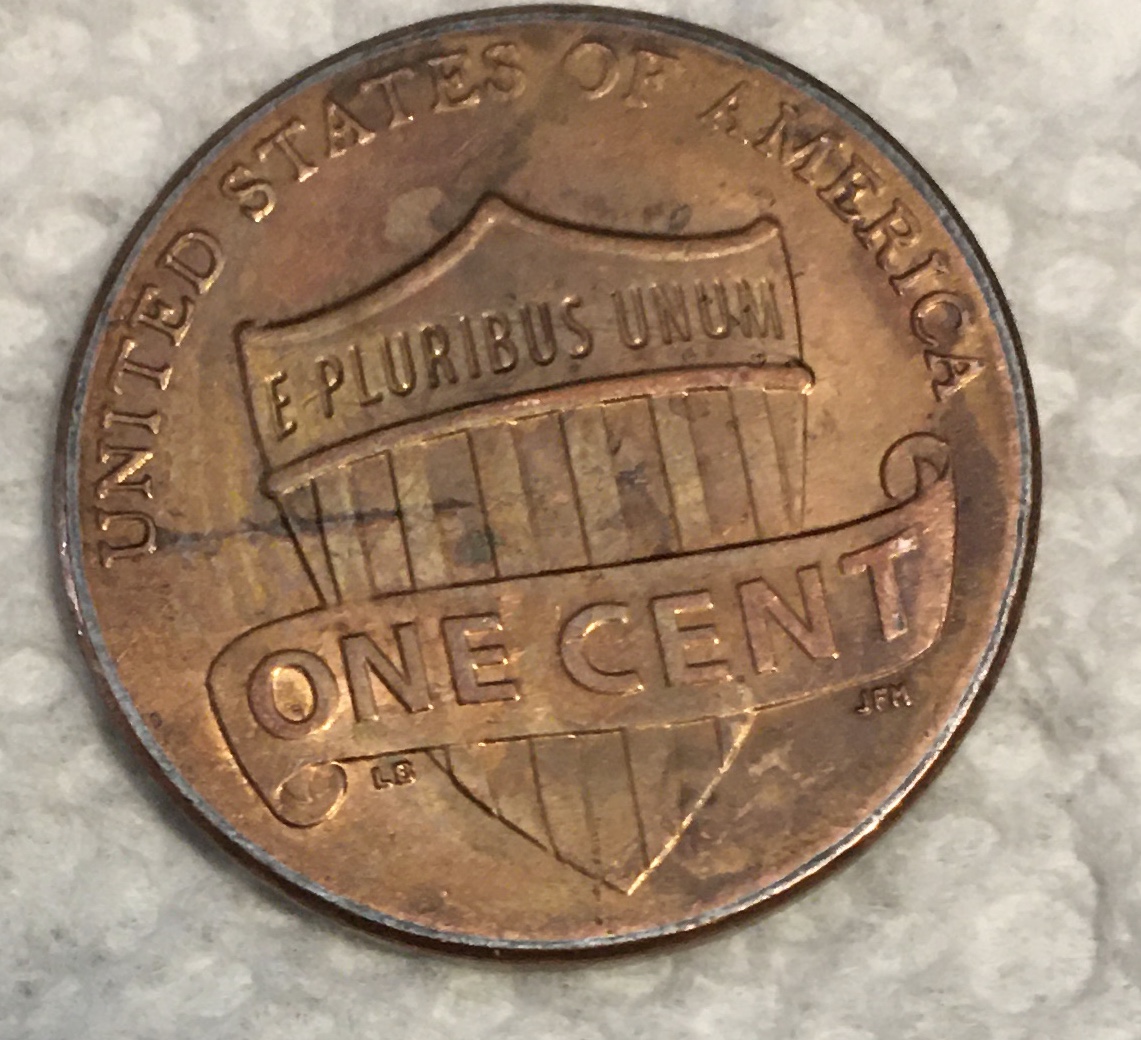 UNITED STATES OF AMERICA
E PLURIBUS UNUM
ONE CENT
LB JFM